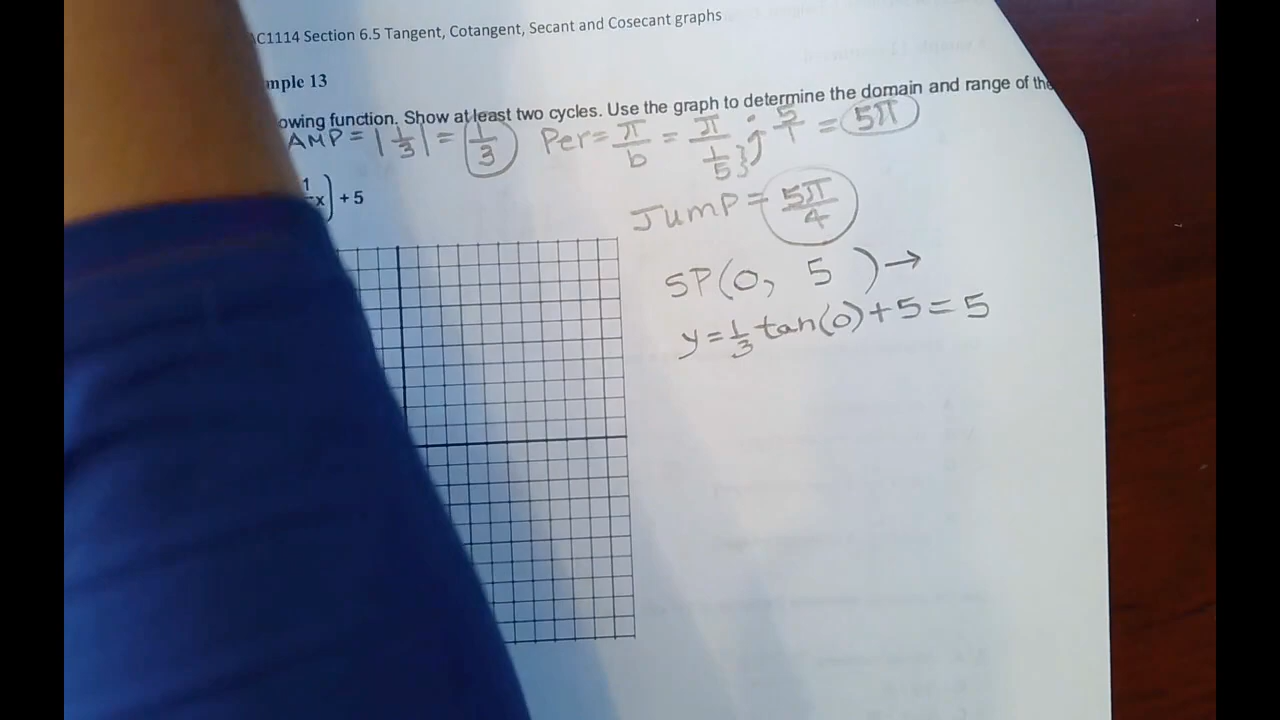 AC1114 Section 6.5 Tangent, Cotangent, Secant and Cosecant graphs
mple 13
owing function. Show at least two cycles. Use the graph to determine the domain and range of the
AMP = |1/3| = 1/3 Per = π/b = π/(1/5) } j 5/1 = 5π
1
x) + 5
Jump = 5π/4
SP(0, 5) →
y = 1/3 tan(0) + 5 = 5